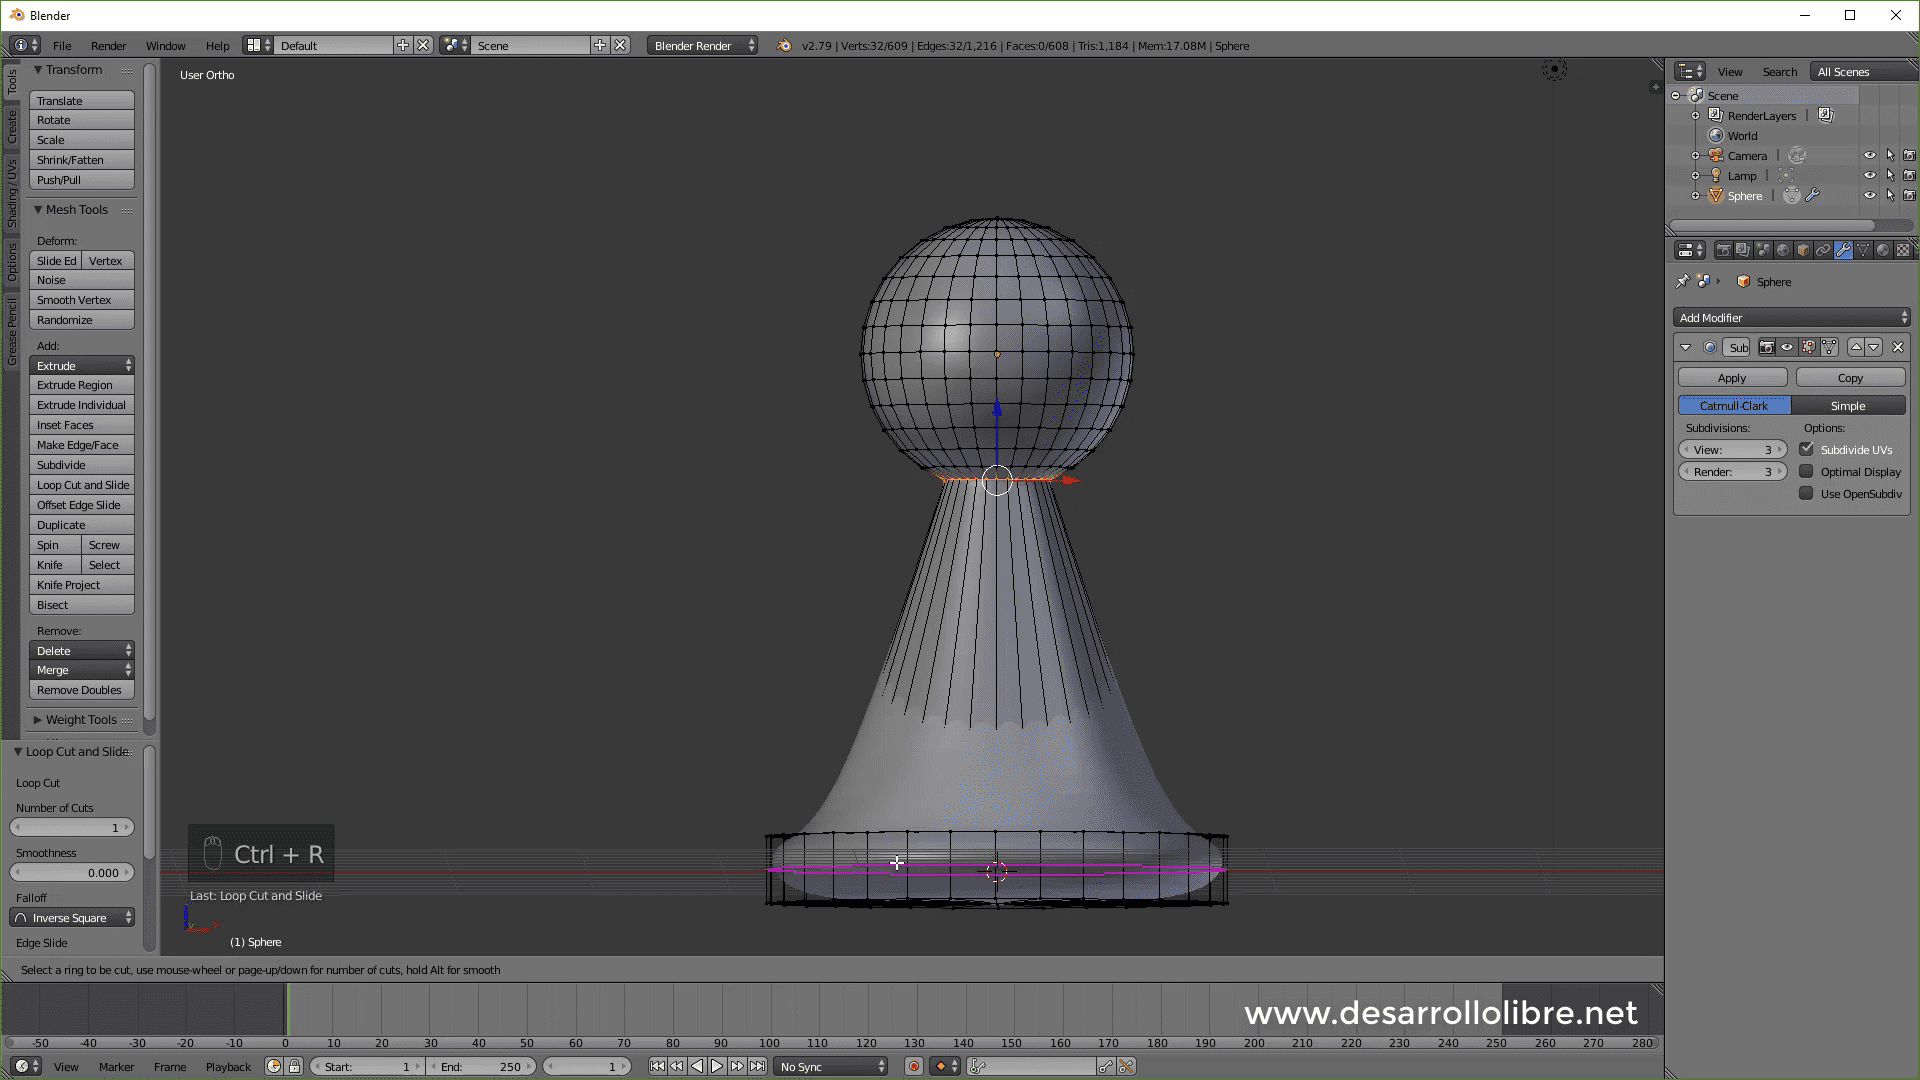 Blender
File Render Window Help Default Scene Blender Render v2.79 | Verts:32/609 | Edges:32/1,216 | Faces:0/608 | Tris:1,184 | Mem:17.08M | Sphere
User Ortho
Tools
Create
Shading / UVs
Options
Grease Pencil
Transform
Translate
Rotate
Scale
Shrink/Fatten
Push/Pull
Mesh Tools
Deform:
Slide Ed Vertex
Noise
Smooth Vertex
Randomize
Add:
Extrude
Extrude Region
Extrude Individual
Inset Faces
Make Edge/Face
Subdivide
Loop Cut and Slide
Offset Edge Slide
Duplicate
Spin Screw
Knife Select
Knife Project
Bisect
Remove:
Delete
Merge
Remove Doubles
Weight Tools
Loop Cut and Slide
Loop Cut
Number of Cuts
1
Smoothness
0.000
Falloff
Inverse Square
Edge Slide
Ctrl + R
Last: Loop Cut and Slide
(1) Sphere
Select a ring to be cut, use mouse-wheel or page-up/down for number of cuts, hold Alt for smooth
View Search All Scenes
Scene
RenderLayers |
World
Camera |
Lamp |
Sphere |
Sphere
Add Modifier
Sub
Apply Copy
Catmull-Clark Simple
Subdivisions: Options:
View: 3 Subdivide UVs
Render: 3 Optimal Display
Use OpenSubdiv
www.desarrollolibre.net
-50 -40 -30 -20 -10 0 10 20 30 40 50 60 70 80 90 100 110 120 130 140 150 160 170 180 190 200 210 220 230 240 250 260 270 280
View Marker Frame Playback Start: 1 End: 250 1 No Sync